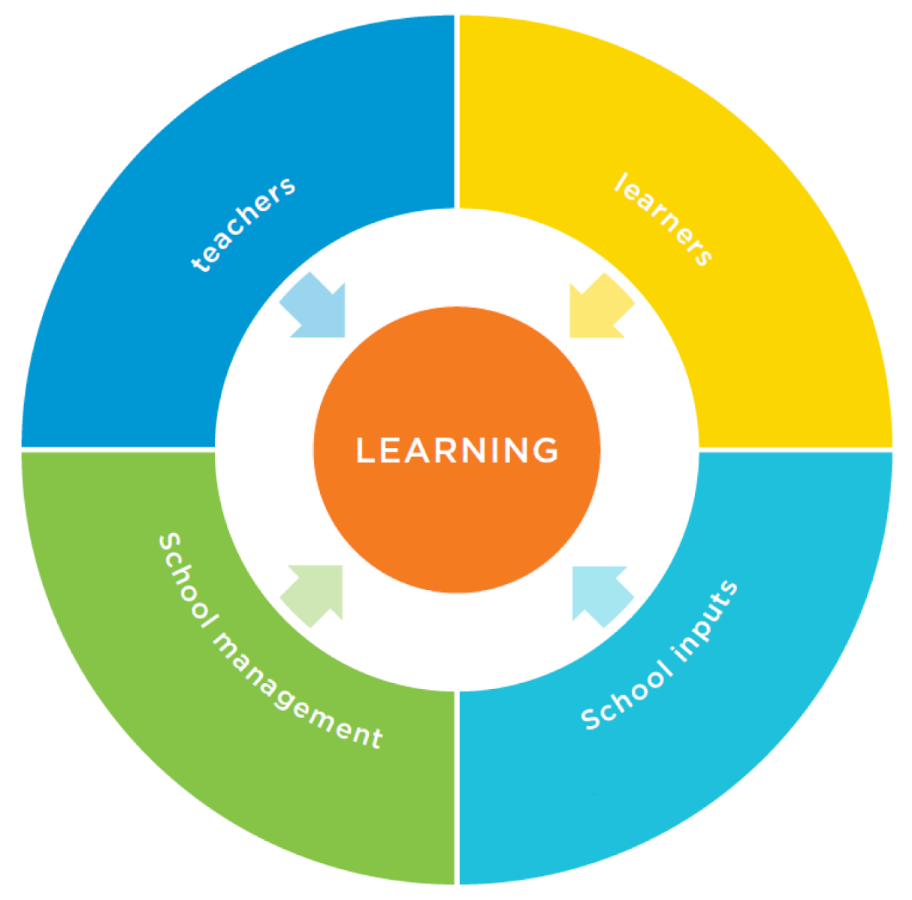 teachers
learners
LEARNING
School management
School inputs